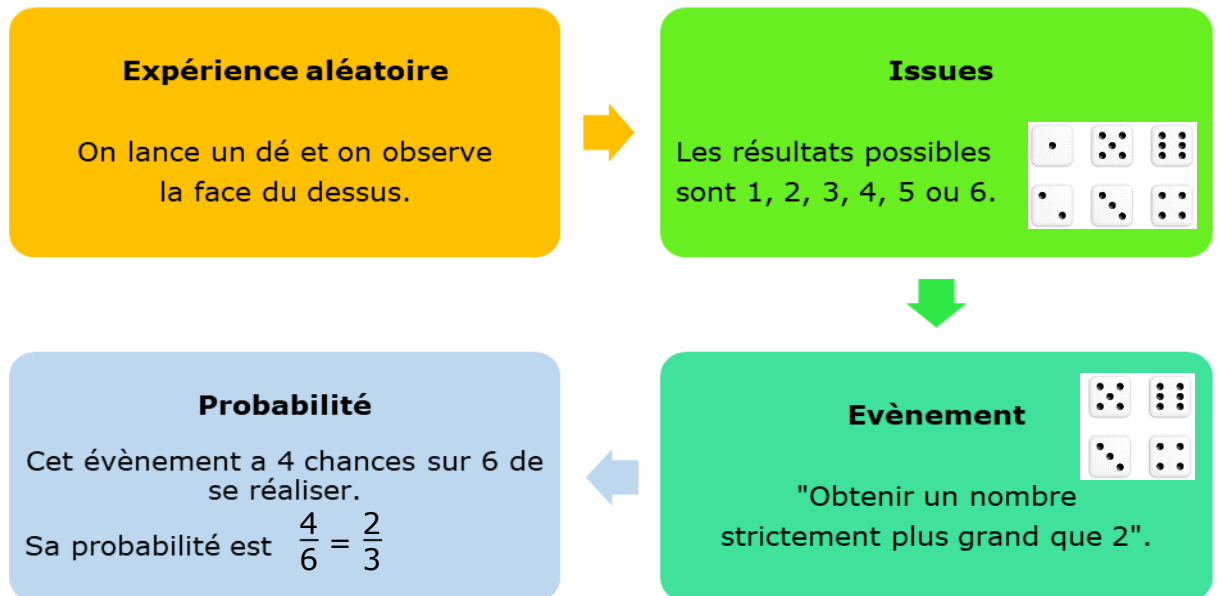 Expérience aléatoire
On lance un dé et on observe
la face du dessus.
Issues
Les résultats possibles
sont 1, 2, 3, 4, 5 ou 6.
Evènement
"Obtenir un nombre
strictement plus grand que 2".
Probabilité
Cet évènement a 4 chances sur 6 de
se réaliser.
Sa probabilité est 4/6 = 2/3